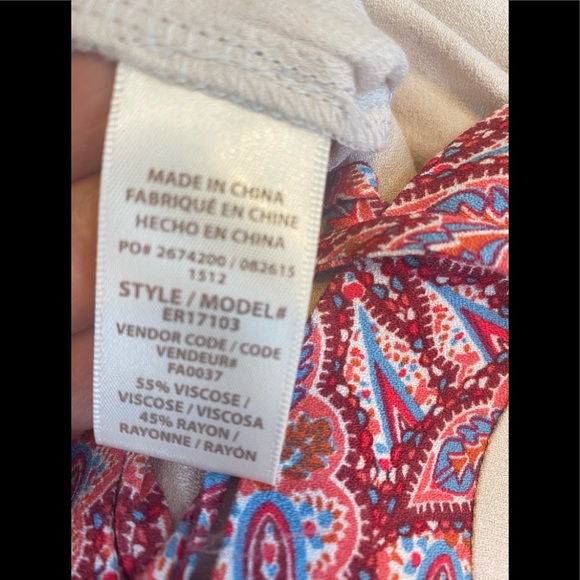 MADE IN CHINA
FABRIQUÉ EN CHINE
HECHO EN CHINA
PO# 2674200 / 082615
1512
STYLE / MODEL#
ER17103
VENDOR CODE / CODE
VENDEUR#
FA0037
55% VISCOSE /
VISCOSE / VISCOSA
45% RAYON /
RAYONNE / RAYÓN